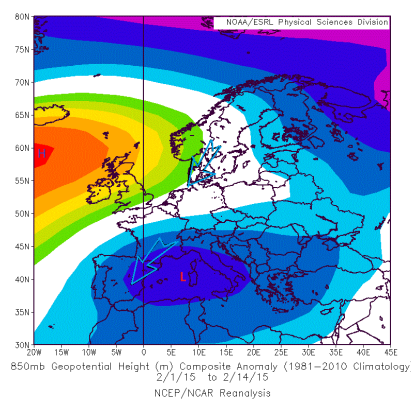 NOAA/ESRL Physical Sciences Division
80N
75N
70N
65N
60N
55N
50N
45N
40N
35N
30N
H
L
20W 15W 10W 5W 0 5E 10E 15E 20E 25E 30E 35E 40E 45E
850mb Geopotential Height (m) Composite Anomaly (1981-2010 Climatology
2/1/15 to 2/14/15
NCEP/NCAR Reanalysis